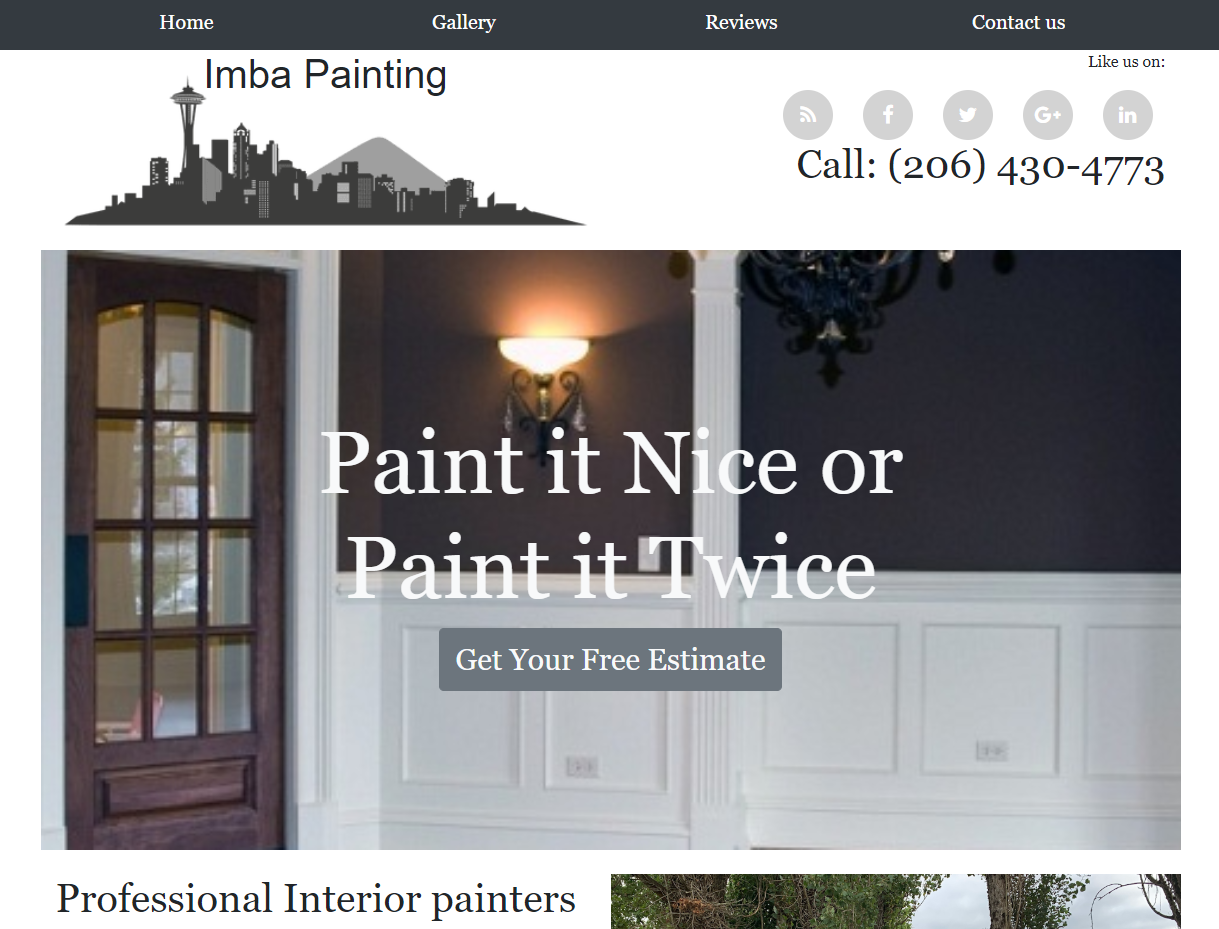 Home Gallery Reviews Contact us
Imba Painting
Like us on:
G+ in
Call: (206) 430-4773
Paint it Nice or
Paint it Twice
Get Your Free Estimate
Professional Interior painters